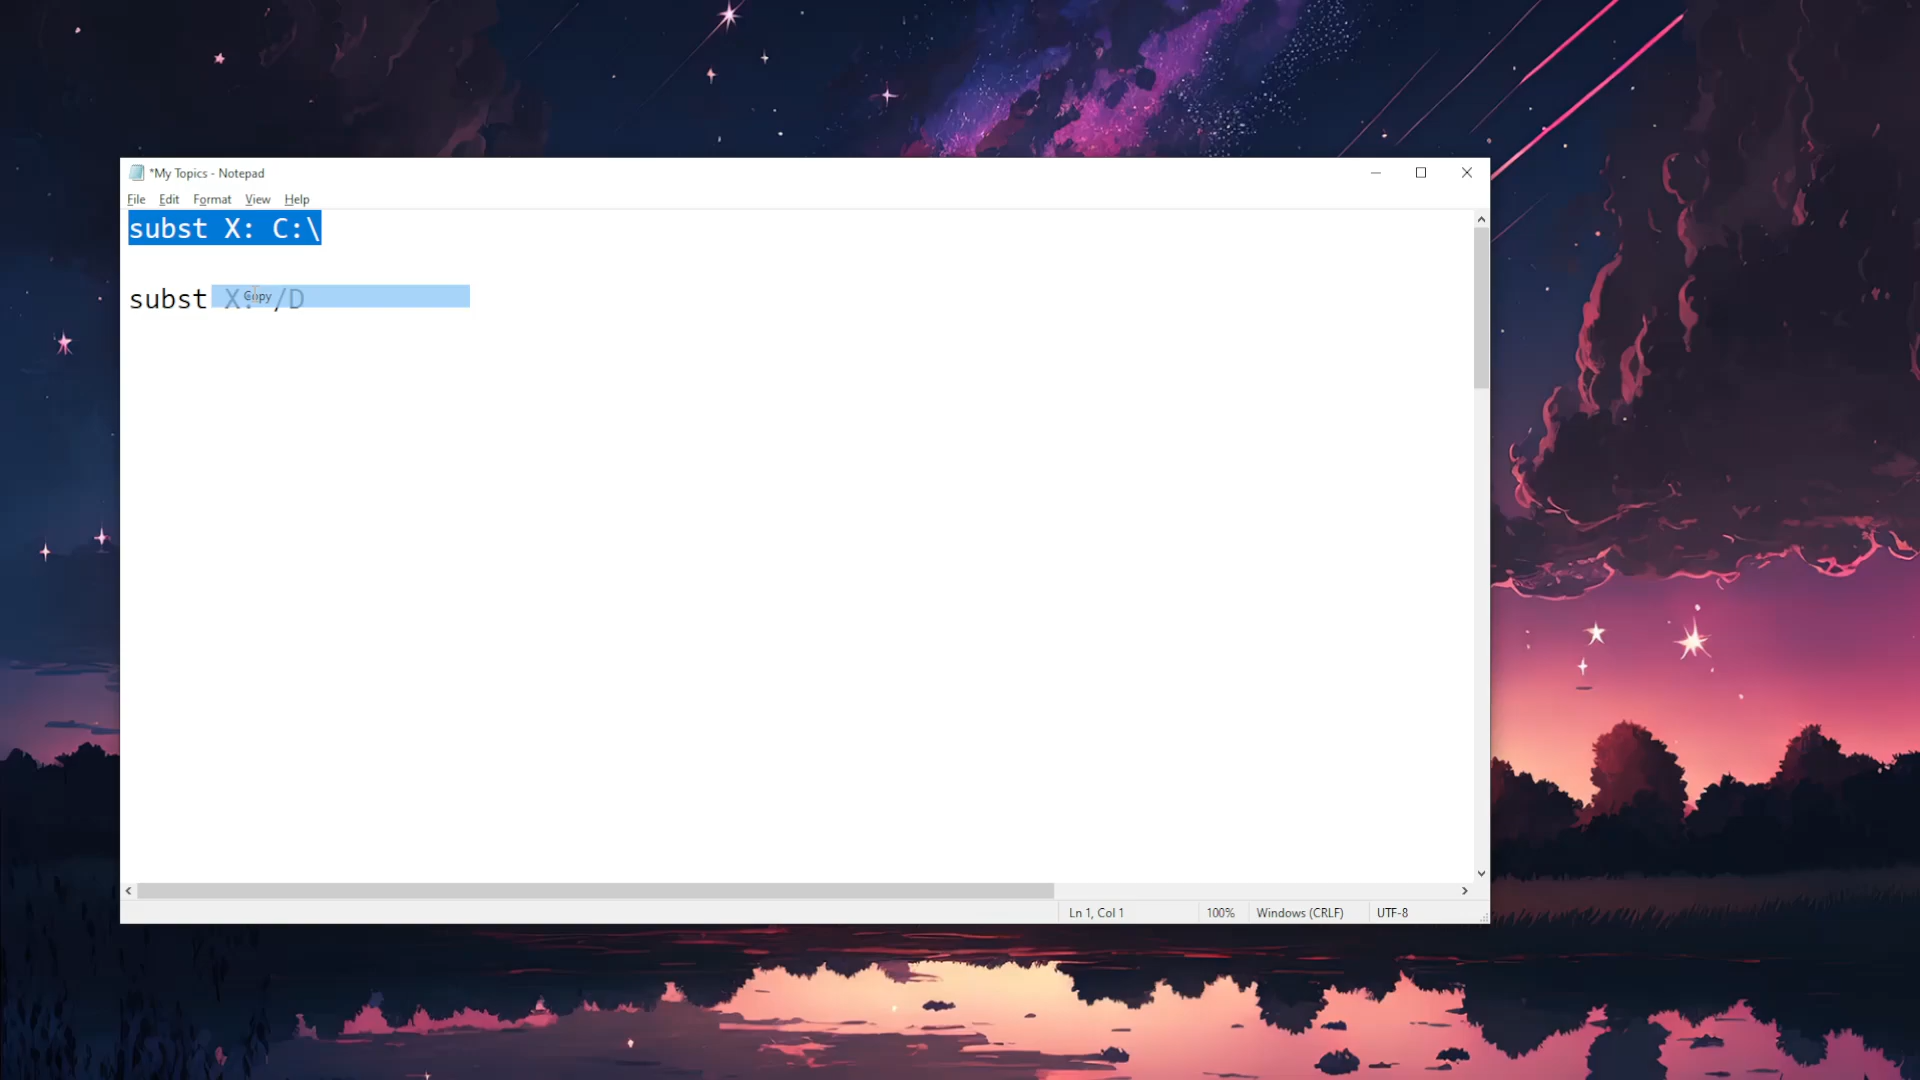 *My Topics - Notepad
File Edit Format View Help
subst X: C:\
subst X: /D
Copy
Ln 1, Col 1 100% Windows (CRLF) UTF-8